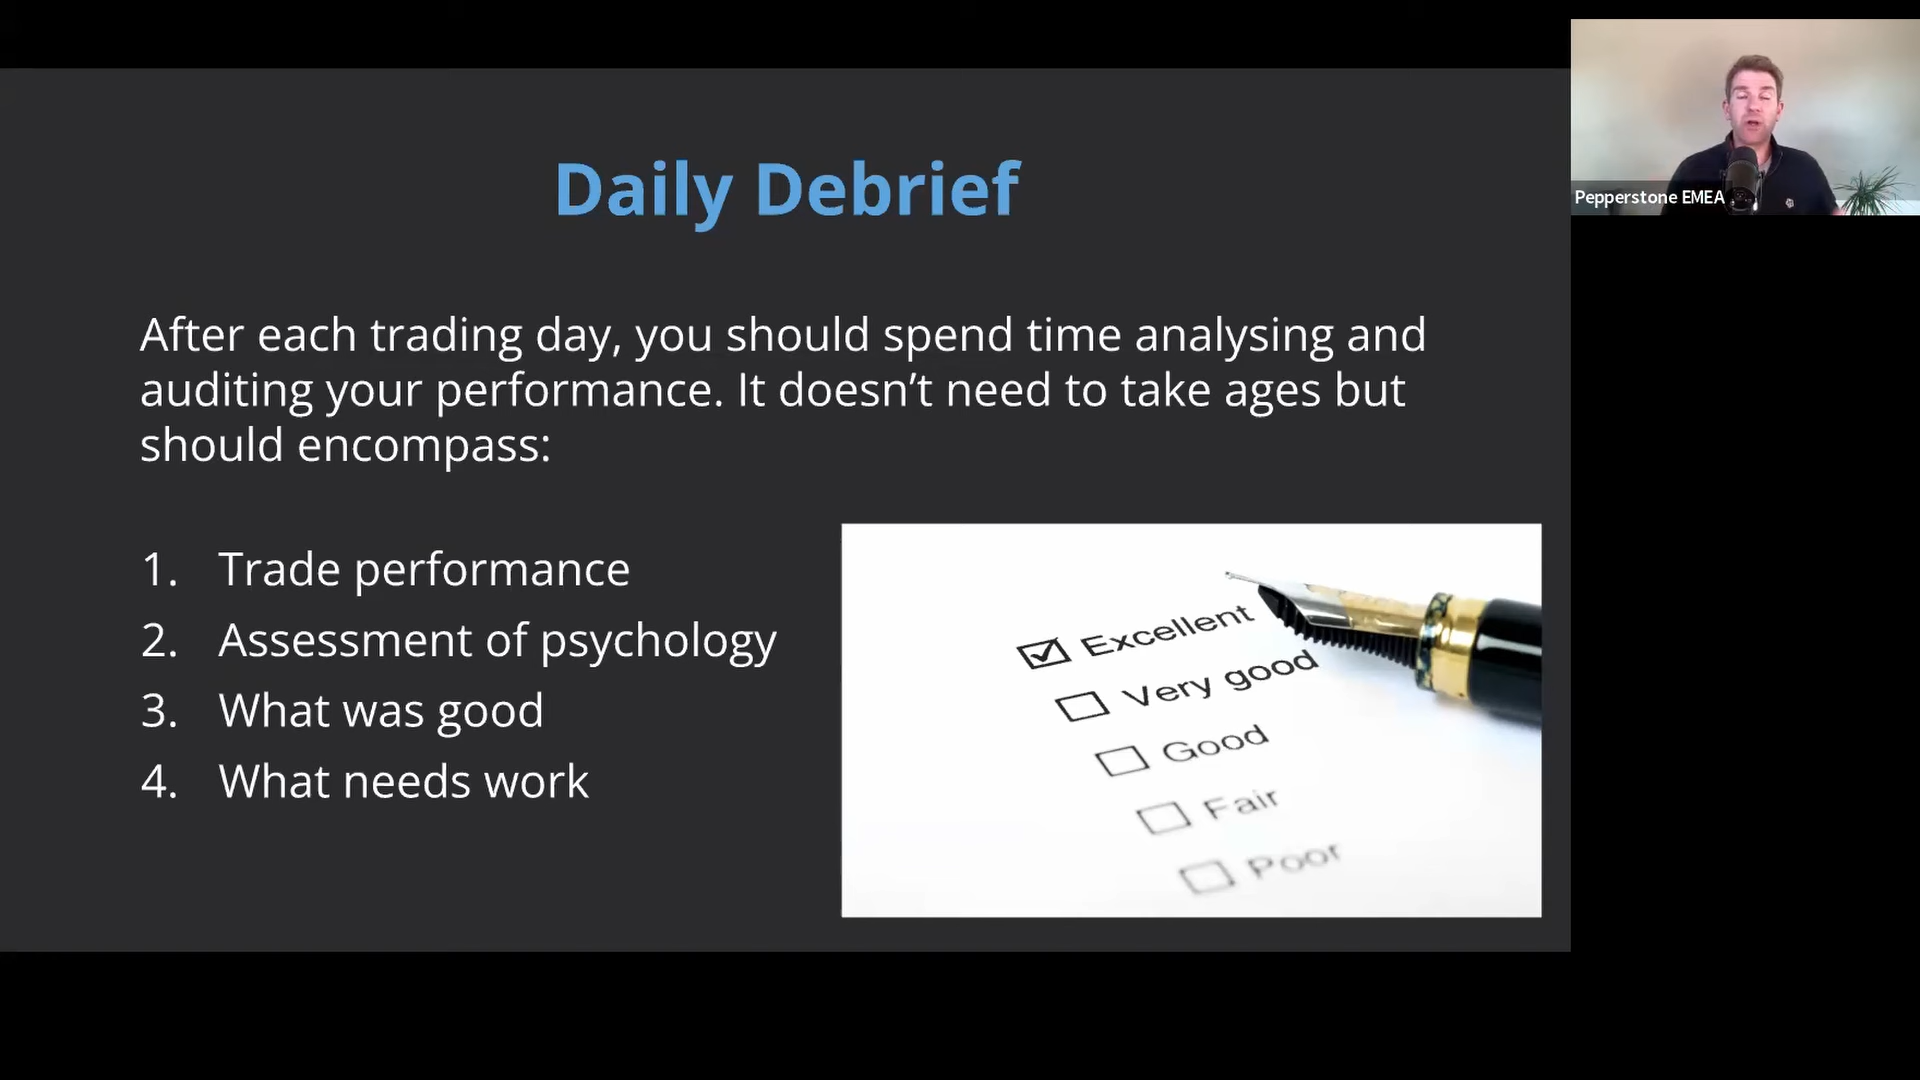 Daily Debrief
After each trading day, you should spend time analysing and
auditing your performance. It doesn’t need to take ages but
should encompass:
1. Trade performance
2. Assessment of psychology
3. What was good
4. What needs work
Excellent
Very good
Good
Fair
Poor
Pepperstone EMEA